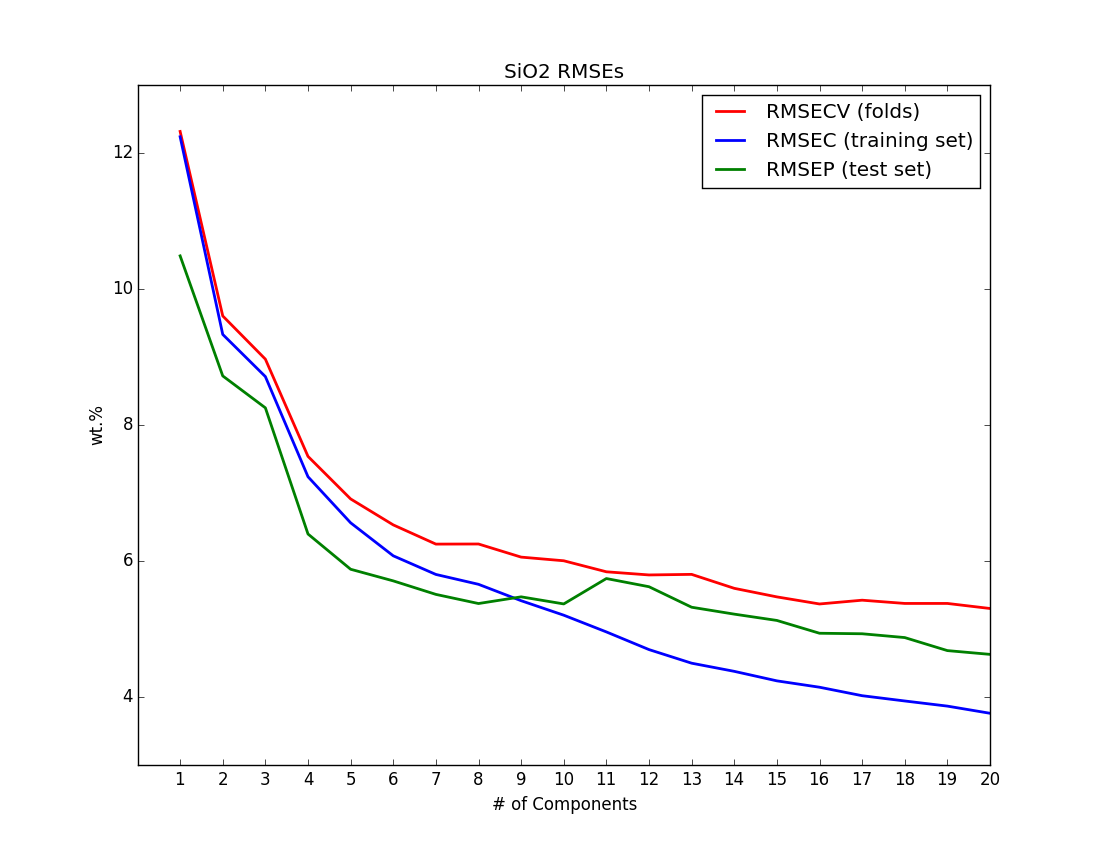 SiO2 RMSEs
RMSECV (folds)
RMSEC (training set)
RMSEP (test set)
12
10
8
6
4
wt.%
1 2 3 4 5 6 7 8 9 10 11 12 13 14 15 16 17 18 19 20
# of Components